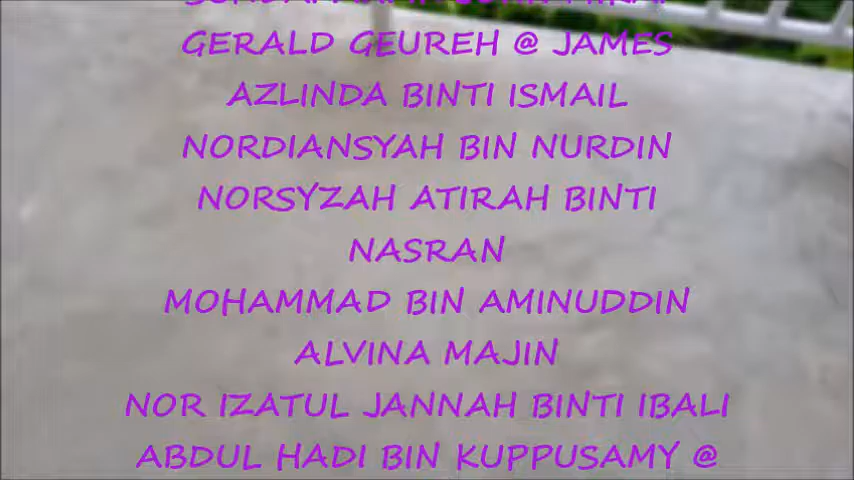 GERALD GEUREH @ JAMES
AZLINDA BINTI ISMAIL
NORDIANSYAH BIN NURDIN
NORSYZAH ATIRAH BINTI
NASRAN
MOHAMMAD BIN AMINUDDIN
ALVINA MAJIN
NOR IZATUL JANNAH BINTI IBALI
ABDUL HADI BIN KUPPUSAMY @